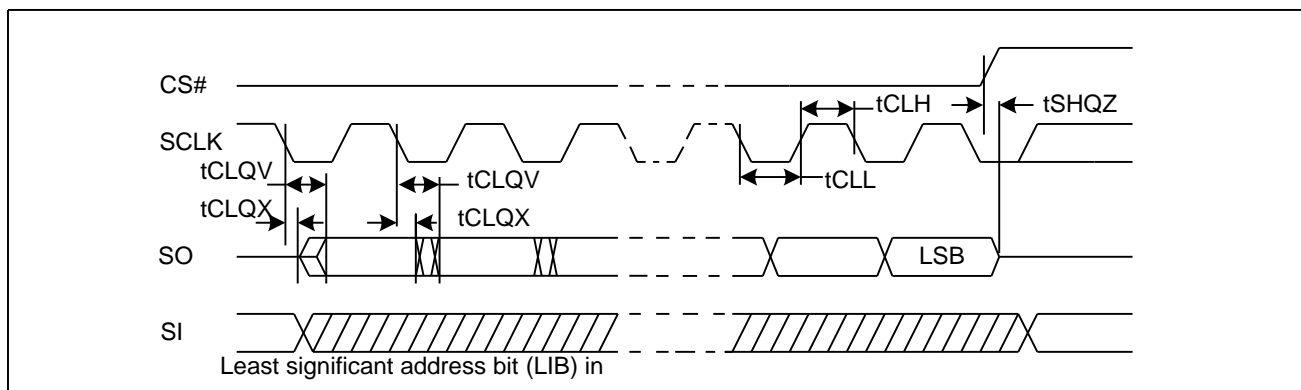 CS#
tCLH
tSHQZ
SCLK
tCLQV
tCLQV
tCLL
tCLQX
tCLQX
SO
LSB
SI
Least significant address bit (LIB) in